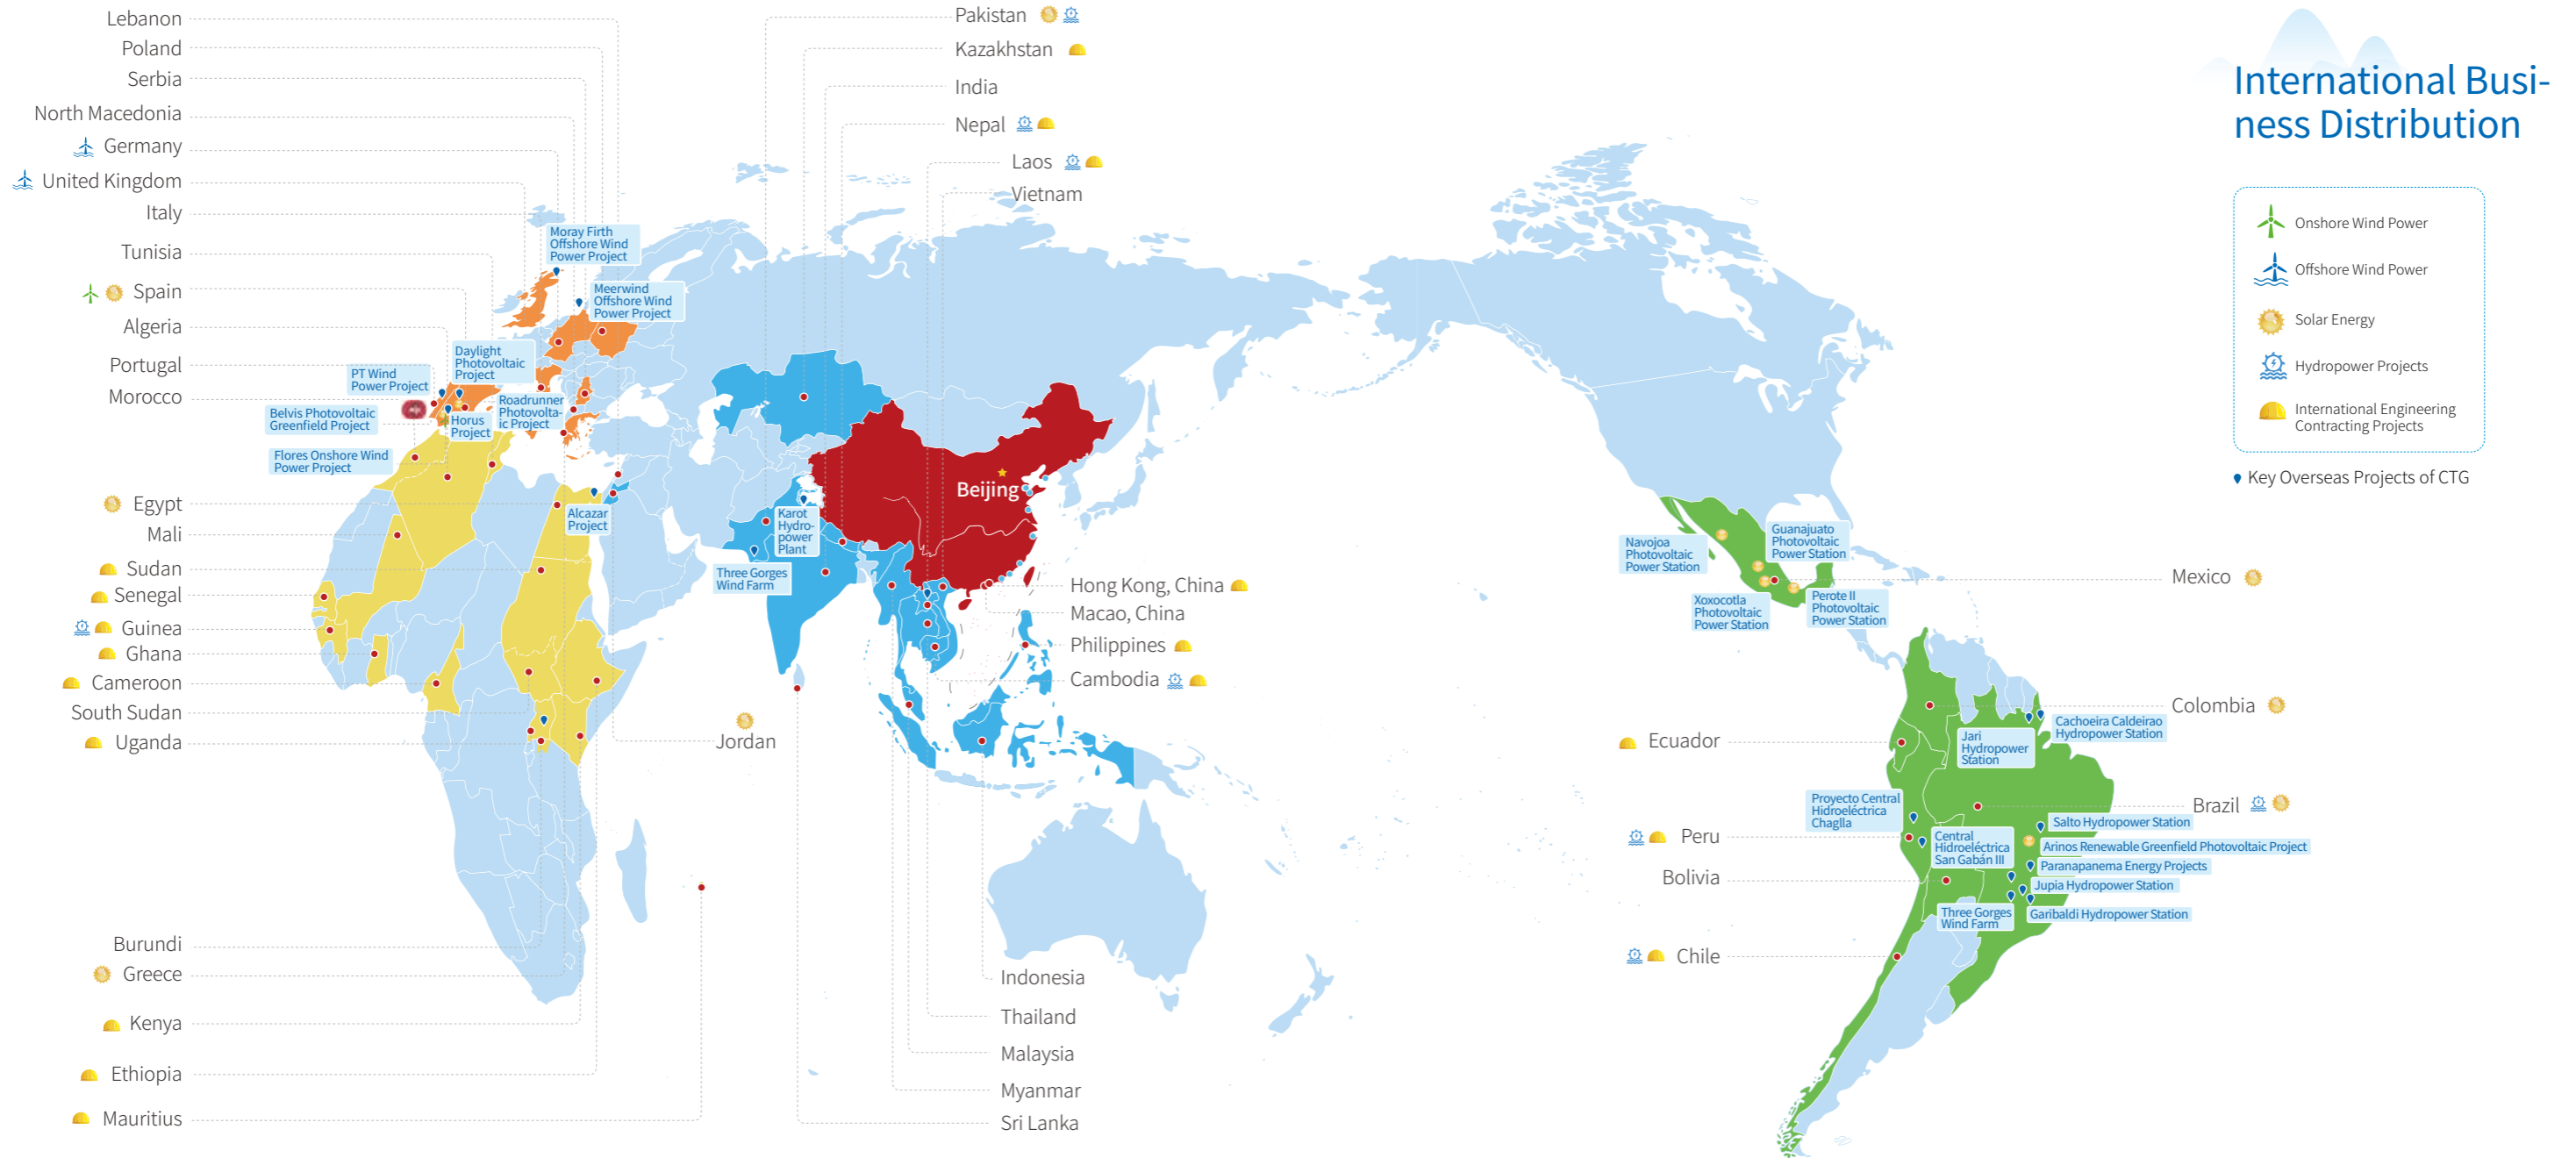 International Busi-
ness Distribution
Onshore Wind Power
Offshore Wind Power
Solar Energy
Hydropower Projects
International Engineering
Contracting Projects
Key Overseas Projects of CTG
Lebanon
Poland
Serbia
North Macedonia
Germany
United Kingdom
Italy
Tunisia
Spain
Algeria
Portugal
Morocco
Egypt
Mali
Sudan
Senegal
Guinea
Ghana
Cameroon
South Sudan
Uganda
Burundi
Greece
Kenya
Ethiopia
Mauritius
Moray Firth
Offshore Wind
Power Project
Meerwind
Offshore Wind
Power Project
Daylight
Photovoltaic
Project
PT Wind
Power Project
Belvis Photovoltaic
Greenfield Project
Horus
Project
Roadrunner
Photovolta-
ic Project
Flores Onshore Wind
Power Project
Alcazar
Project
Pakistan
Kazakhstan
India
Nepal
Laos
Vietnam
Beijing
Karot
Hydro-
power
Plant
Three Gorges
Wind Farm
Hong Kong, China
Macao, China
Philippines
Cambodia
Jordan
Indonesia
Thailand
Malaysia
Myanmar
Sri Lanka
Navojoa
Photovoltaic
Power Station
Guanajuato
Photovoltaic
Power Station
Xoxocotla
Photovoltaic
Power Station
Perote II
Photovoltaic
Power Station
Mexico
Colombia
Cachoeira Caldeirao
Hydropower Station
Jari
Hydropower
Station
Ecuador
Brazil
Proyecto Central
Hidroeléctrica
Chaglla
Salto Hydropower Station
Peru
Central
Hidroeléctrica
San Gabán III
Arinos Renewable Greenfield Photovoltaic Project
Paranapanema Energy Projects
Bolivia
Jupia Hydropower Station
Three Gorges
Wind Farm
Garibaldi Hydropower Station
Chile